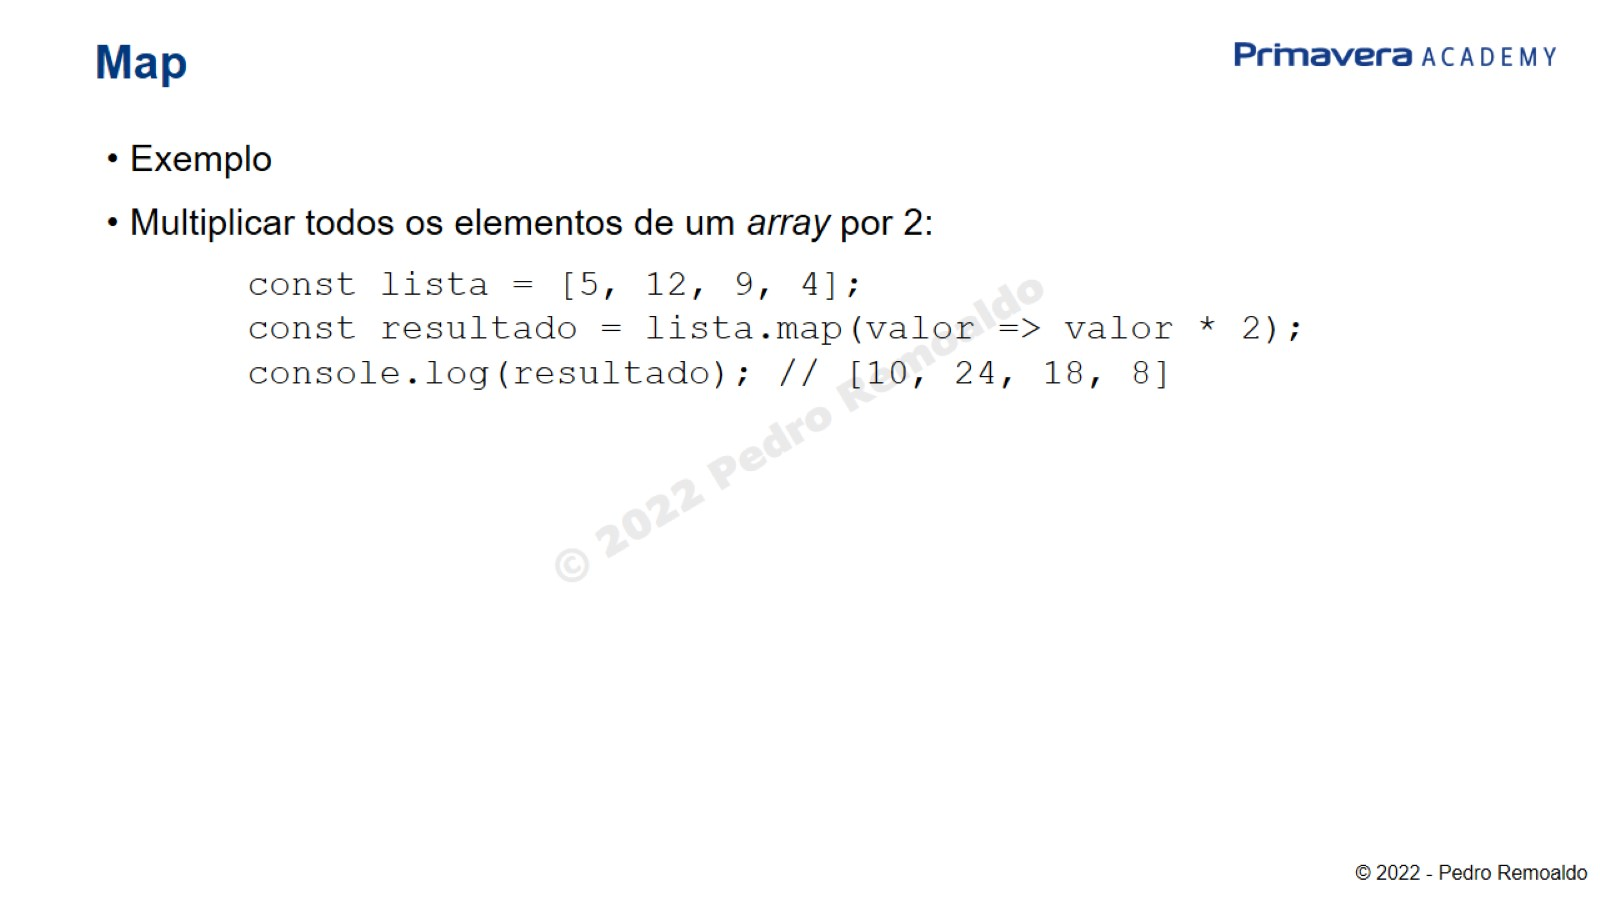 Map
Primavera ACADEMY
• Exemplo
• Multiplicar todos os elementos de um array por 2:
const lista = [5, 12, 9, 4];
const resultado = lista.map(valor => valor * 2);
console.log(resultado); // [10, 24, 18, 8]
© 2022 Pedro Remoaldo
© 2022 - Pedro Remoaldo